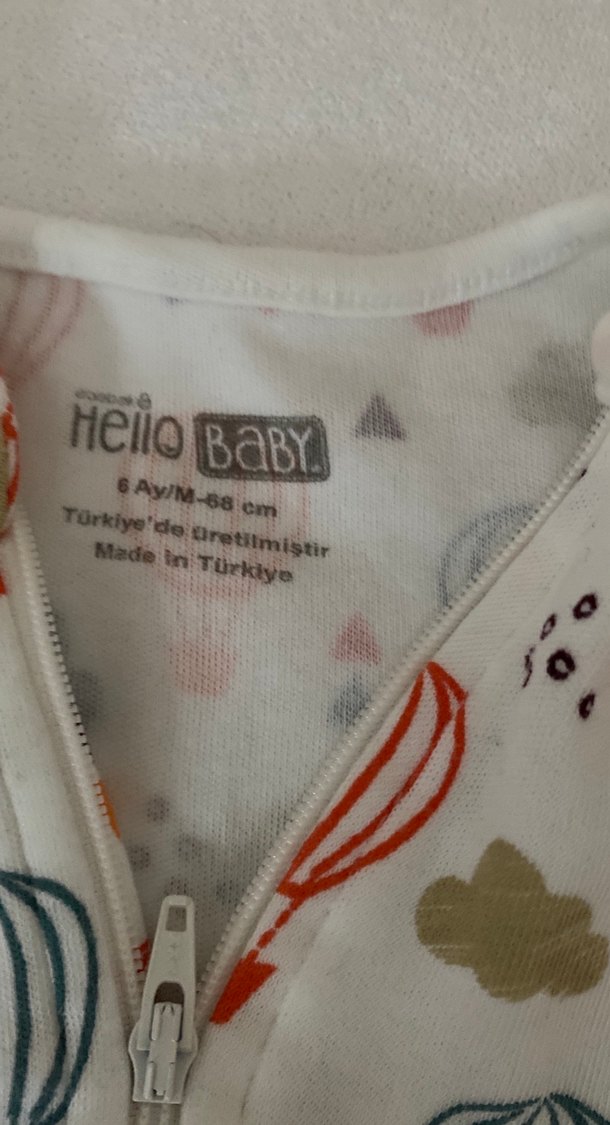 Hello BABY
6 Ay/M-68 cm
Türkiye'de üretilmiştir
Made in Türkiye